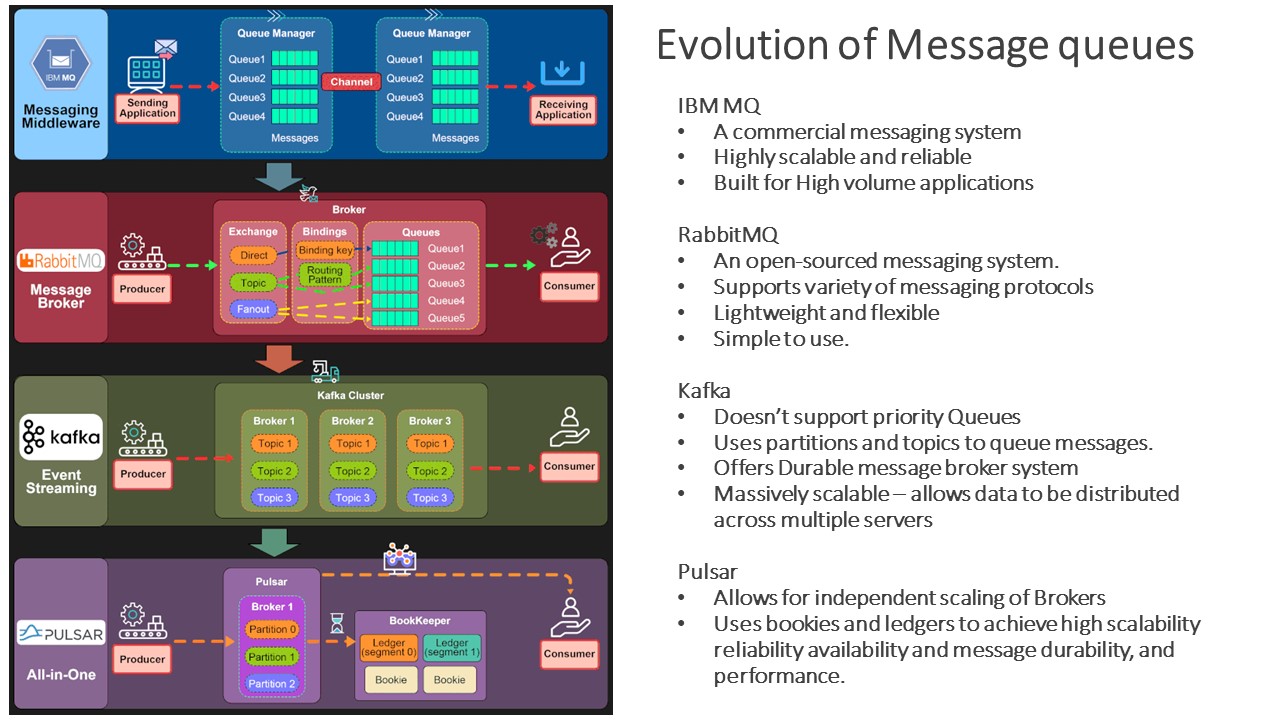 Evolution of Message queues
IBM MQ
Messaging
Middleware
Sending
Application
Queue Manager
Queue1
Queue2
Queue3
Queue4
Messages
Channel
Queue Manager
Queue1
Queue2
Queue3
Queue4
Messages
Receiving
Application
RabbitMQ
Message
Broker
Producer
Broker
Exchange
Direct
Topic
Fanout
Bindings
Binding key
Routing
Pattern
Queues
Queue1
Queue2
Queue3
Queue4
Queue5
Consumer
kafka
Event
Streaming
Producer
Kafka Cluster
Broker 1
Topic 1
Topic 2
Topic 3
Broker 2
Topic 1
Topic 2
Topic 3
Broker 3
Topic 1
Topic 2
Topic 3
Consumer
PULSAR
All-in-One
Producer
Pulsar
Broker 1
Partition 0
Partition 1
Partition 2
BookKeeper
Ledger
(segment 0)
Ledger
(segment 1)
Bookie
Bookie
Consumer
IBM MQ
• A commercial messaging system
• Highly scalable and reliable
• Built for High volume applications
RabbitMQ
• An open-sourced messaging system.
• Supports variety of messaging protocols
• Lightweight and flexible
• Simple to use.
Kafka
• Doesn’t support priority Queues
• Uses partitions and topics to queue messages.
• Offers Durable message broker system
• Massively scalable – allows data to be distributed
across multiple servers
Pulsar
• Allows for independent scaling of Brokers
• Uses bookies and ledgers to achieve high scalability
reliability availability and message durability, and
performance.